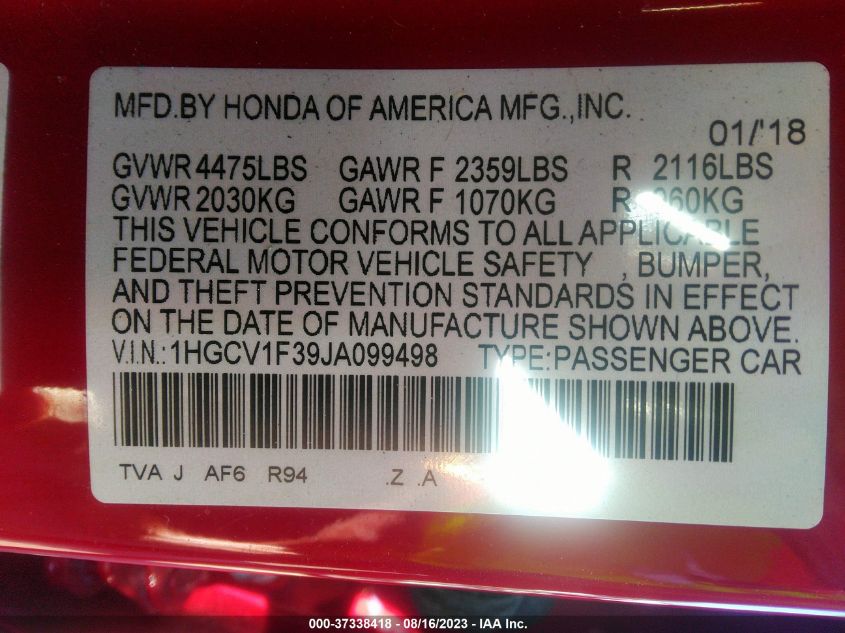 MFD.BY HONDA OF AMERICA MFG.,INC.
01/'18
GVWR 4475LBS GAWR F 2359LBS R 2116LBS
GVWR 2030KG GAWR F 1070KG R 960KG
THIS VEHICLE CONFORMS TO ALL APPLICABLE
FEDERAL MOTOR VEHICLE SAFETY , BUMPER,
AND THEFT PREVENTION STANDARDS IN EFFECT
ON THE DATE OF MANUFACTURE SHOWN ABOVE.
V.I.N.:1HGCV1F39JA099498 TYPE:PASSENGER CAR
TVA J AF6 R94 .Z .A
000-37338418 - 08/16/2023 - IAA Inc.